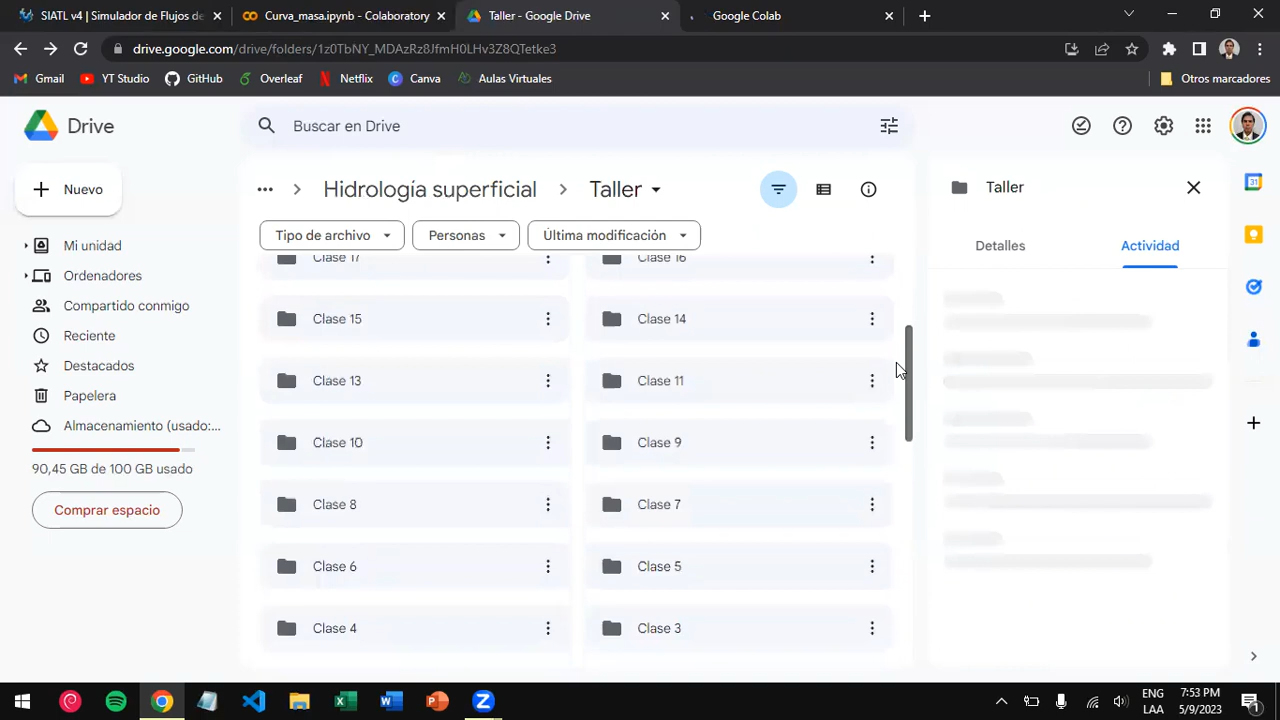 SIATL v4 | Simulador de Flujos de
Curva_masa.ipynb - Colaboratory
Taller - Google Drive
Google Colab
drive.google.com/drive/folders/1z0TbNY_MDAzRz8JfmH0LHv3Z8QTetke3
Gmail
YT Studio
GitHub
Overleaf
Netflix
Canva
Aulas Virtuales
Otros marcadores
Drive
Buscar en Drive
Nuevo
Hidrología superficial
Taller
Taller
Tipo de archivo
Personas
Última modificación
Detalles
Actividad
Mi unidad
Ordenadores
Compartido conmigo
Reciente
Destacados
Papelera
Almacenamiento (usado:...
90,45 GB de 100 GB usado
Comprar espacio
Clase 17
Clase 16
Clase 15
Clase 14
Clase 13
Clase 11
Clase 10
Clase 9
Clase 8
Clase 7
Clase 6
Clase 5
Clase 4
Clase 3
31
ENG
LAA
7:53 PM
5/9/2023
1